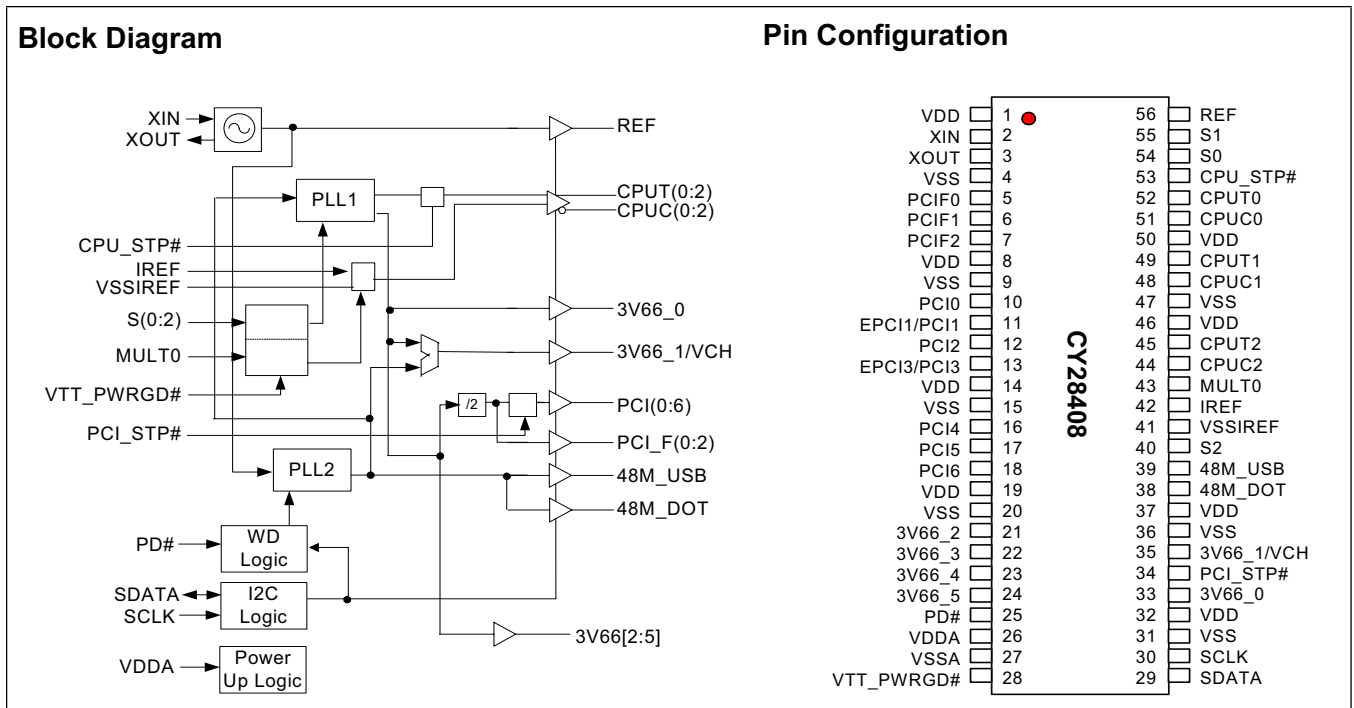 Block Diagram
XIN
XOUT
REF
PLL1
CPUT(0:2)
CPUC(0:2)
CPU_STP#
IREF
VSSIREF
S(0:2)
3V66_0
MULT0
3V66_1/VCH
VTT_PWRGD#
/2
PCI(0:6)
PCI_STP#
PCI_F(0:2)
PLL2
48M_USB
48M_DOT
PD#
WD
Logic
SDATA
SCLK
I2C
Logic
3V66[2:5]
VDDA
Power
Up Logic
Pin Configuration
CY28408
VDD 1
XIN 2
XOUT 3
VSS 4
PCIF0 5
PCIF1 6
PCIF2 7
VDD 8
VSS 9
PCI0 10
EPCI1/PCI1 11
PCI2 12
EPCI3/PCI3 13
VDD 14
VSS 15
PCI4 16
PCI5 17
PCI6 18
VDD 19
VSS 20
3V66_2 21
3V66_3 22
3V66_4 23
3V66_5 24
PD# 25
VDDA 26
VSSA 27
VTT_PWRGD# 28
56 REF
55 S1
54 S0
53 CPU_STP#
52 CPUT0
51 CPUC0
50 VDD
49 CPUT1
48 CPUC1
47 VSS
46 VDD
45 CPUT2
44 CPUC2
43 MULT0
42 IREF
41 VSSIREF
40 S2
39 48M_USB
38 48M_DOT
37 VDD
36 VSS
35 3V66_1/VCH
34 PCI_STP#
33 3V66_0
32 VDD
31 VSS
30 SCLK
29 SDATA